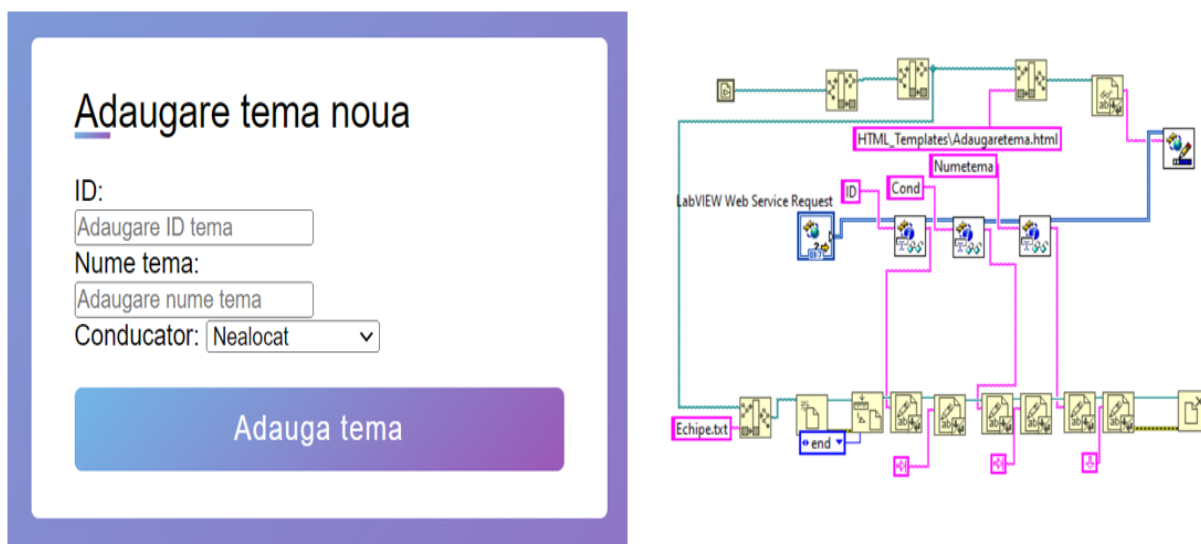 Adaugare tema noua
ID:
Adaugare ID tema
Nume tema:
Adaugare nume tema
Conducator: Nealocat
Adauga tema
HTML_Templates\Adaugaretema.html
Numetema
ID
Cond
LabVIEW Web Service Request
Echipe.txt
end